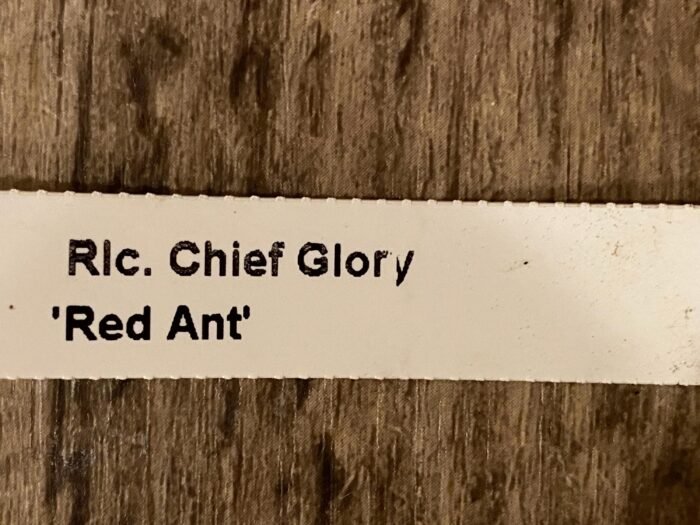 Rlc. Chief Glory
'Red Ant'